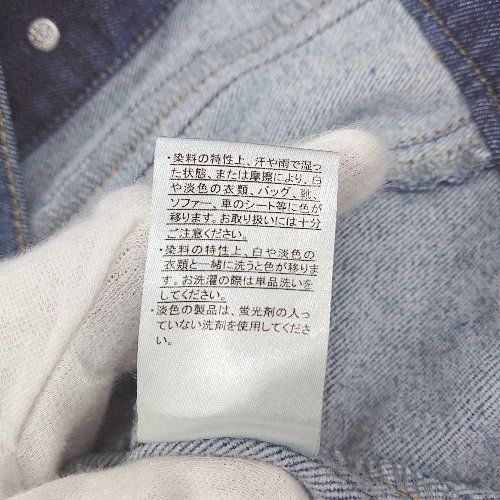 ・染料の特性上、汗や雨で湿っ
た状態、または摩擦により、白
や淡色の衣類、バッグ、靴、
ソファー、車のシート等に色が
移ります。お取り扱いには十分
ご注意ください。
・染料の特性上、白や淡色の
衣類と一緒に洗うと色が移りま
す。お洗濯の際は単品洗いを
してください。
・淡色の製品は、蛍光剤の入っ
ていない洗剤を使用してくださ
い。